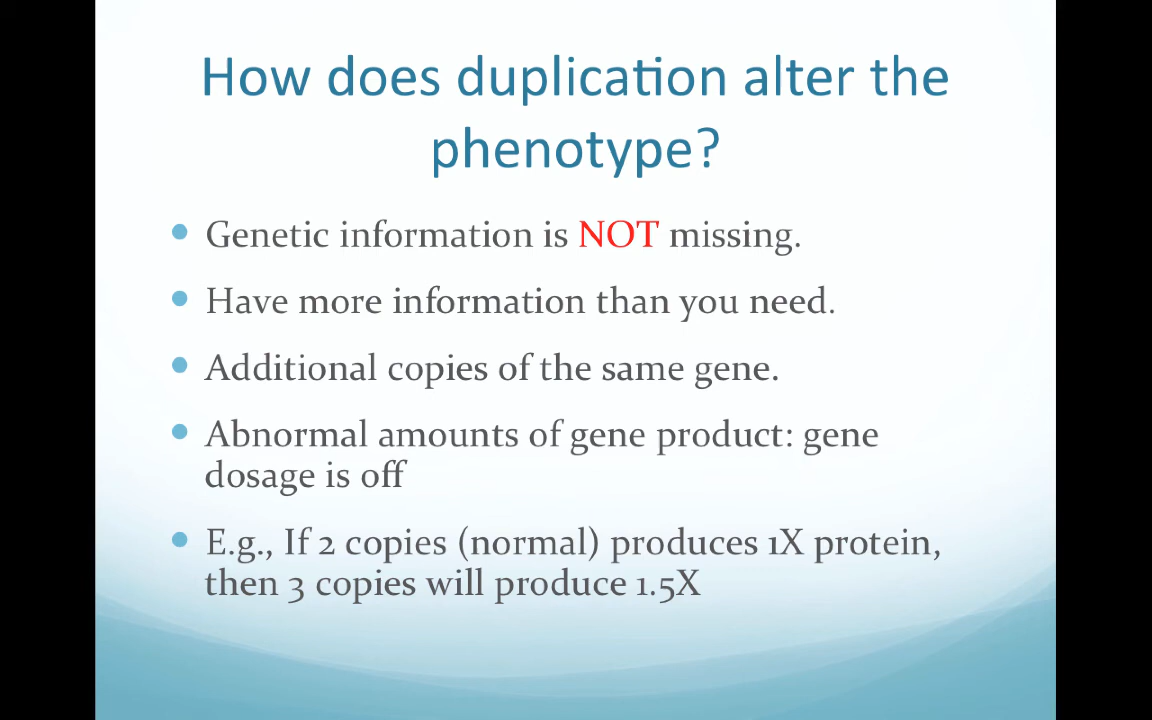 How does duplication alter the
phenotype?
Genetic information is NOT missing.
Have more information than you need.
Additional copies of the same gene.
Abnormal amounts of gene product: gene
dosage is off
E.g., If 2 copies (normal) produces 1X protein,
then 3 copies will produce 1.5X